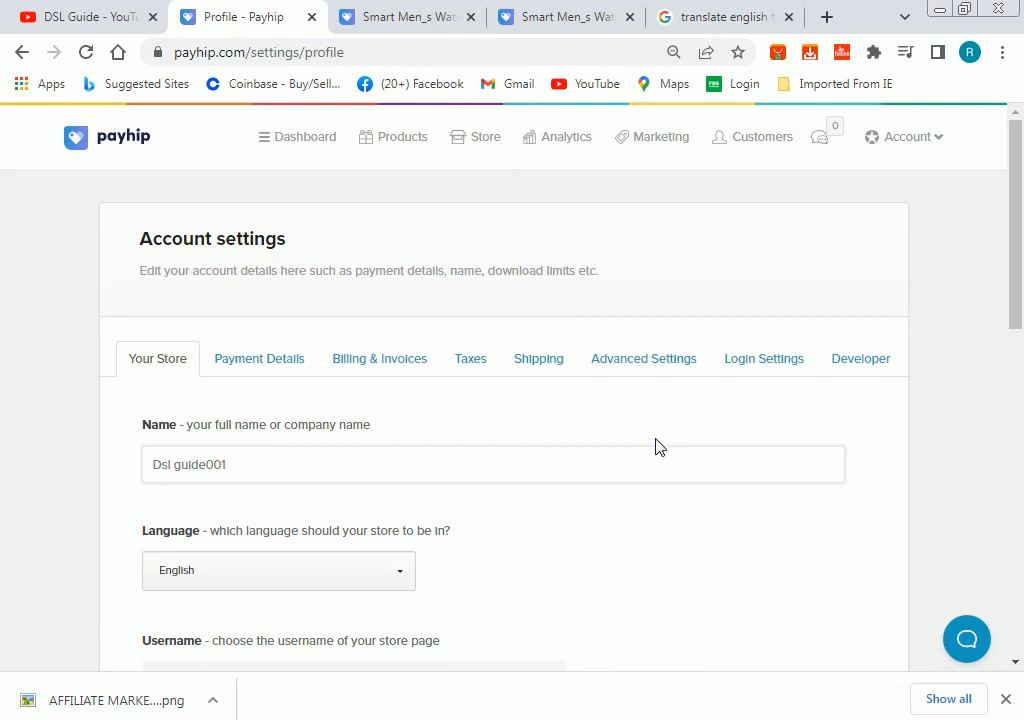 DSL Guide - YouTu
Profile - Payhip
Smart Men_s Wat
Smart Men_s Wat
translate english t
payhip.com/settings/profile
R
Apps
Suggested Sites
Coinbase - Buy/Sell...
(20+) Facebook
Gmail
YouTube
Maps
Login
Imported From IE
payhip
Dashboard
Products
Store
Analytics
Marketing
Customers
0
Account
Account settings
Edit your account details here such as payment details, name, download limits etc.
Your Store
Payment Details
Billing & Invoices
Taxes
Shipping
Advanced Settings
Login Settings
Developer
Name - your full name or company name
Dsl guide001
Language - which language should your store to be in?
English
Username - choose the username of your store page
AFFILIATE MARKE....png
Show all